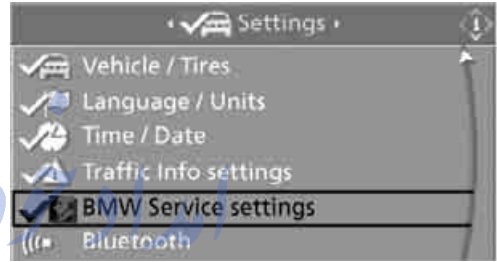 Settings
Vehicle / Tires
Language / Units
Time / Date
Traffic Info settings
BMW Service settings
Bluetooth